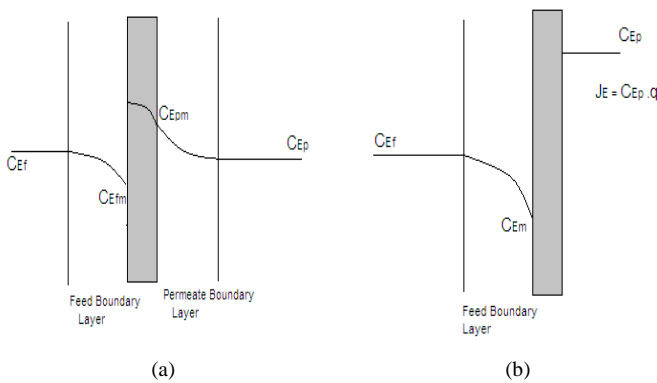 CEf
CEfm
CEpm
CEp
Feed Boundary
Layer
Permeate Boundary
Layer
(a)
CEf
CEm
CEp
JE = CEp .q
Feed Boundary
Layer
(b)